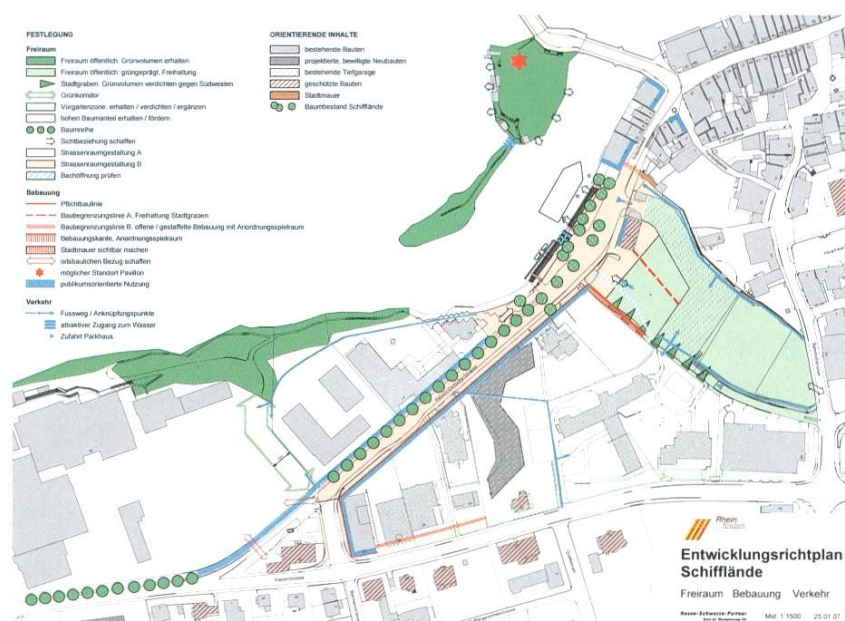 FESTLEGUNG
Freiraum
Freiraum öffentlich: Grünvolumen erhalten
Freiraum öffentlich: grüngeprägt, Freihaltung
Stadtgraben: Grünvolumen verdichten gegen Südwesten
Grünkorridor
Vorgartenzone: erhalten / verdichten / ergänzen
hohen Baumanteil erhalten / fördern
Baumreihe
Sichtbeziehung schaffen
Strassenraumgestaltung A
Strassenraumgestaltung B
Bachöffnung prüfen
Bebauung
Pflichtbaulinie
Baubegrenzungslinie A, Freihaltung Stadtgraben
Baubegrenzungslinie B, offene / gestaffelte Bebauung mit Anordnungsspielraum
Bebauungskante, Anordnungsspielraum
Stadtmauer sichtbar machen
ortsbaulichen Bezug schaffen
möglicher Standort Pavillon
publikumsorientierte Nutzung
Verkehr
Fussweg / Anknüpfungspunkte
attraktiver Zugang zum Wasser
Zufahrt Parkhaus
ORIENTIERENDE INHALTE
bestehende Bauten
projektierte, bewilligte Neubauten
bestehende Tiefgarage
geschützte Bauten
Stadtmauer
Baumbestand Schifflände
Rhein
felden
Entwicklungsrichtplan
Schifflände
Freiraum Bebauung Verkehr
Mst 1:1500 25.01.07